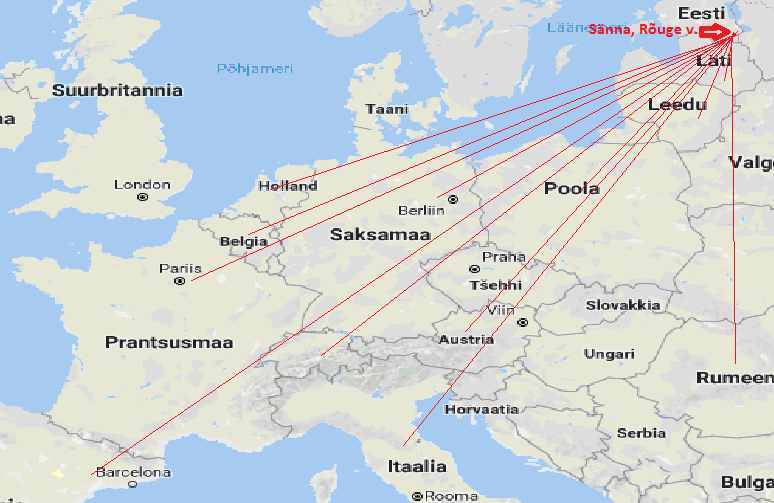 Eesti
Läänemeri
Sänna, Rõuge v.
Läti
Põhjameri
Suurbritannia
Taani
Leedu
aa
Valge
London
Holland
Poola
Berliin
Belgia
Saksamaa
Pariis
Praha
Tšehhi
Slovakkia
Viin
Prantsusmaa
Austria
Ungari
Rumeen
Horvaatia
Serbia
Itaalia
Barcelona
Bulga
Rooma